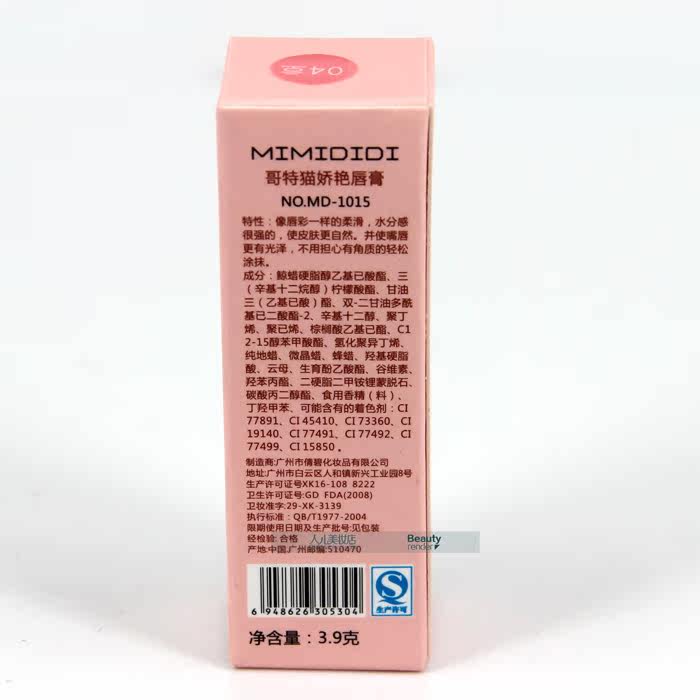 04号
MIMIDIDI
哥特猫娇艳唇膏
NO.MD-1015
特性：像唇彩一样的柔滑，水分感
很强的，使皮肤更自然。并使嘴唇
更有光泽，不用担心有角质的轻松
涂抹。
成分：鲸蜡硬脂醇乙基已酸酯、三
（辛基十二烷醇）柠檬酸酯、甘油
三（乙基已酸）酯、双-二甘油多酰
基已二酸酯-2、辛基十二醇、聚丁
烯、聚已烯、棕榈酸乙基已酯、C1
2-15醇苯甲酸酯、氢化聚异丁烯、
纯地蜡、微晶蜡、蜂蜡、羟基硬脂
酸、云母、生育酚乙酸酯、谷维素、
羟苯丙酯、二硬脂二甲铵锂蒙脱石、
碳酸丙二醇酯、食用香精（料）、
丁羟甲苯、可能含有的着色剂：CI
77891、CI 45410、CI 73360、CI
19140、CI 77491、CI 77492、CI
77499、CI 15850 。
制造商:广州市倩碧化妆品有限公司
地址:广州市白云区人和镇新兴工业园8号
生产许可证号XK16-108 8222
卫生许可证号:GD FDA(2008)
卫妆准字:29-XK-3139
执行标准：QB/T1977-2004
限期使用日期及生产批号:见包装
经检验: 合格
人儿美妆店
Beauty
render
产地:中国.广州邮编:510470
6 948626 305304
QS
生产许可
净含量：3.9克